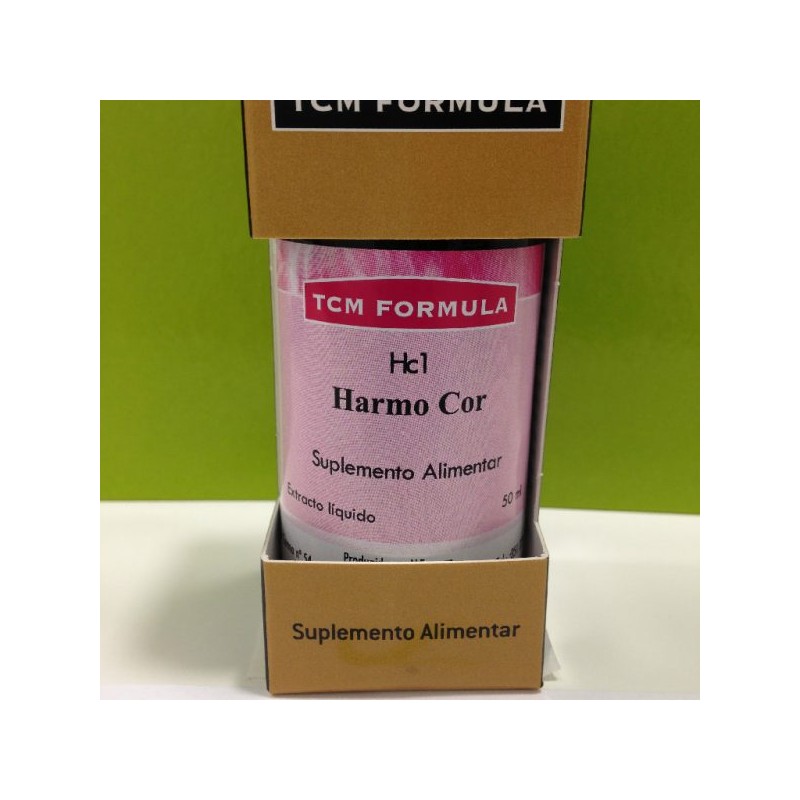 TCM FORMULA
TCM FORMULA
Hc1
Harmo Cor
Suplemento Alimentar
Extracto líquido
50 ml
Suplemento Alimentar